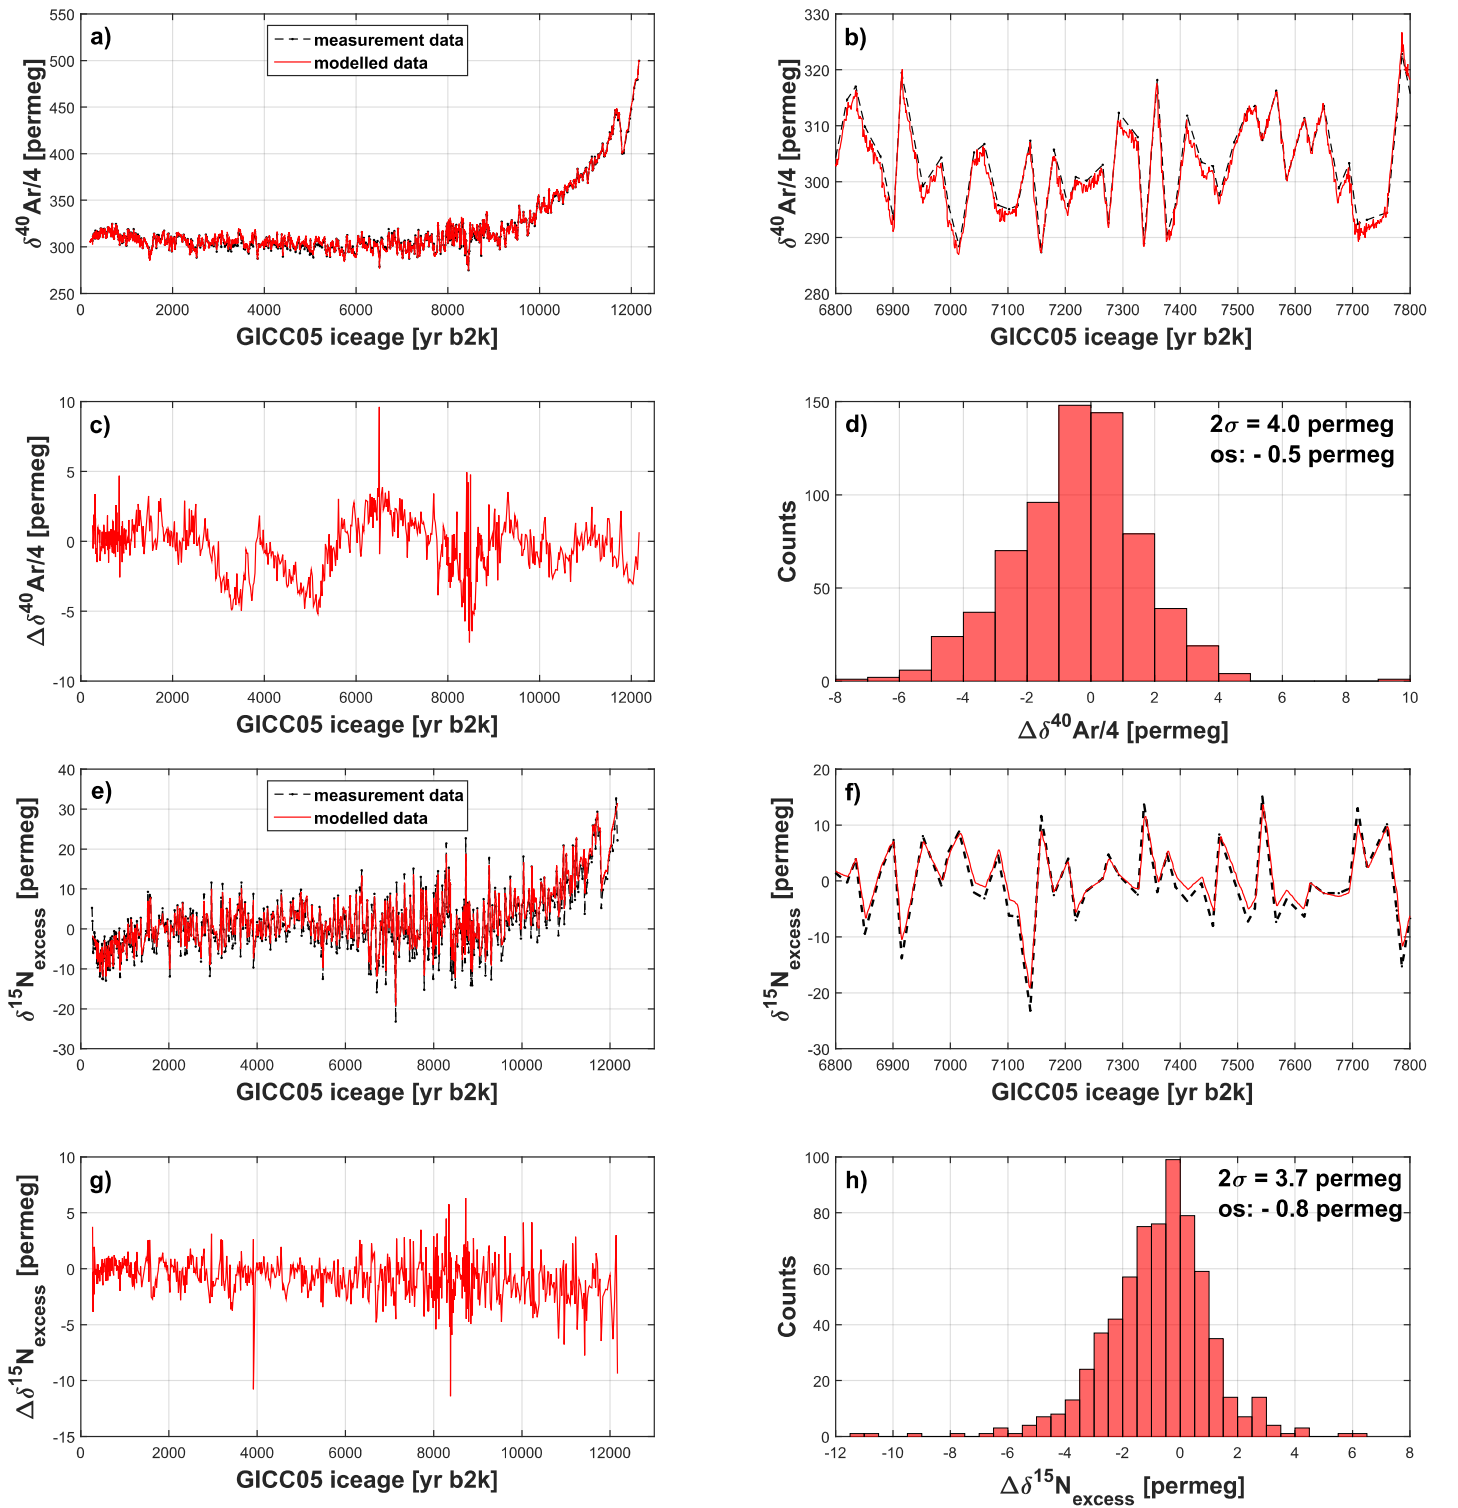 a)
measurement data
modelled data
550
500
450
400
350
300
250
0 2000 4000 6000 8000 10000 12000
δ40Ar/4 [permeg]
GICC05 iceage [yr b2k]
b)
330
320
310
300
290
280
6800 6900 7000 7100 7200 7300 7400 7500 7600 7700 7800
δ40Ar/4 [permeg]
GICC05 iceage [yr b2k]
c)
10
5
0
-5
-10
0 2000 4000 6000 8000 10000 12000
Δδ40Ar/4 [permeg]
GICC05 iceage [yr b2k]
d)
2σ = 4.0 permeg
os: - 0.5 permeg
150
100
50
0
-8 -6 -4 -2 0 2 4 6 8 10
Counts
Δδ40Ar/4 [permeg]
e)
measurement data
modelled data
40
30
20
10
0
-10
-20
-30
0 2000 4000 6000 8000 10000 12000
δ15Nexcess [permeg]
GICC05 iceage [yr b2k]
f)
20
10
0
-10
-20
-30
6800 6900 7000 7100 7200 7300 7400 7500 7600 7700 7800
δ15Nexcess [permeg]
GICC05 iceage [yr b2k]
g)
10
5
0
-5
-10
-15
0 2000 4000 6000 8000 10000 12000
Δδ15Nexcess [permeg]
GICC05 iceage [yr b2k]
h)
2σ = 3.7 permeg
os: - 0.8 permeg
100
80
60
40
20
0
-12 -10 -8 -6 -4 -2 0 2 4 6 8
Counts
Δδ15Nexcess [permeg]